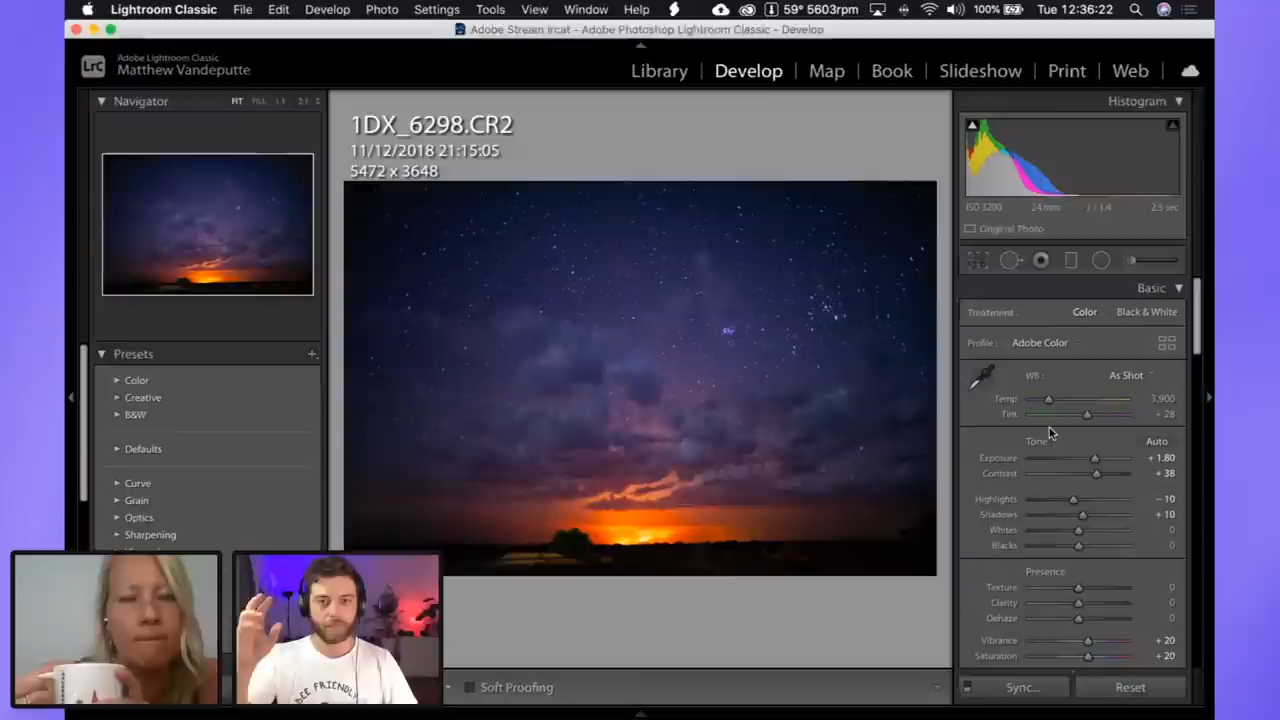 Lightroom Classic File Edit Develop Photo Settings Tools View Window Help 59° 5603rpm 100% Tue 12:36:22
Adobe Stream lrcat - Adobe Photoshop Lightroom Classic - Develop
LrC
Adobe Lightroom Classic
Matthew Vandeputte
Library | Develop | Map | Book | Slideshow | Print | Web
Navigator FIT FILL 1:1 2:1
Presets +
Color
Creative
B&W
Defaults
Curve
Grain
Optics
Sharpening
1DX_6298.CR2
11/12/2018 21:15:05
5472 x 3648
Soft Proofing
Histogram
ISO 3200 24 mm f / 1.4 2.5 sec
Original Photo
Basic
Treatment : Color Black & White
Profile : Adobe Color
WB : As Shot
Temp 3,900
Tint + 28
Tone Auto
Exposure + 1.80
Contrast + 38
Highlights − 10
Shadows + 10
Whites 0
Blacks 0
Presence
Texture 0
Clarity 0
Dehaze 0
Vibrance + 20
Saturation + 20
Sync... Reset
FRIENDLY